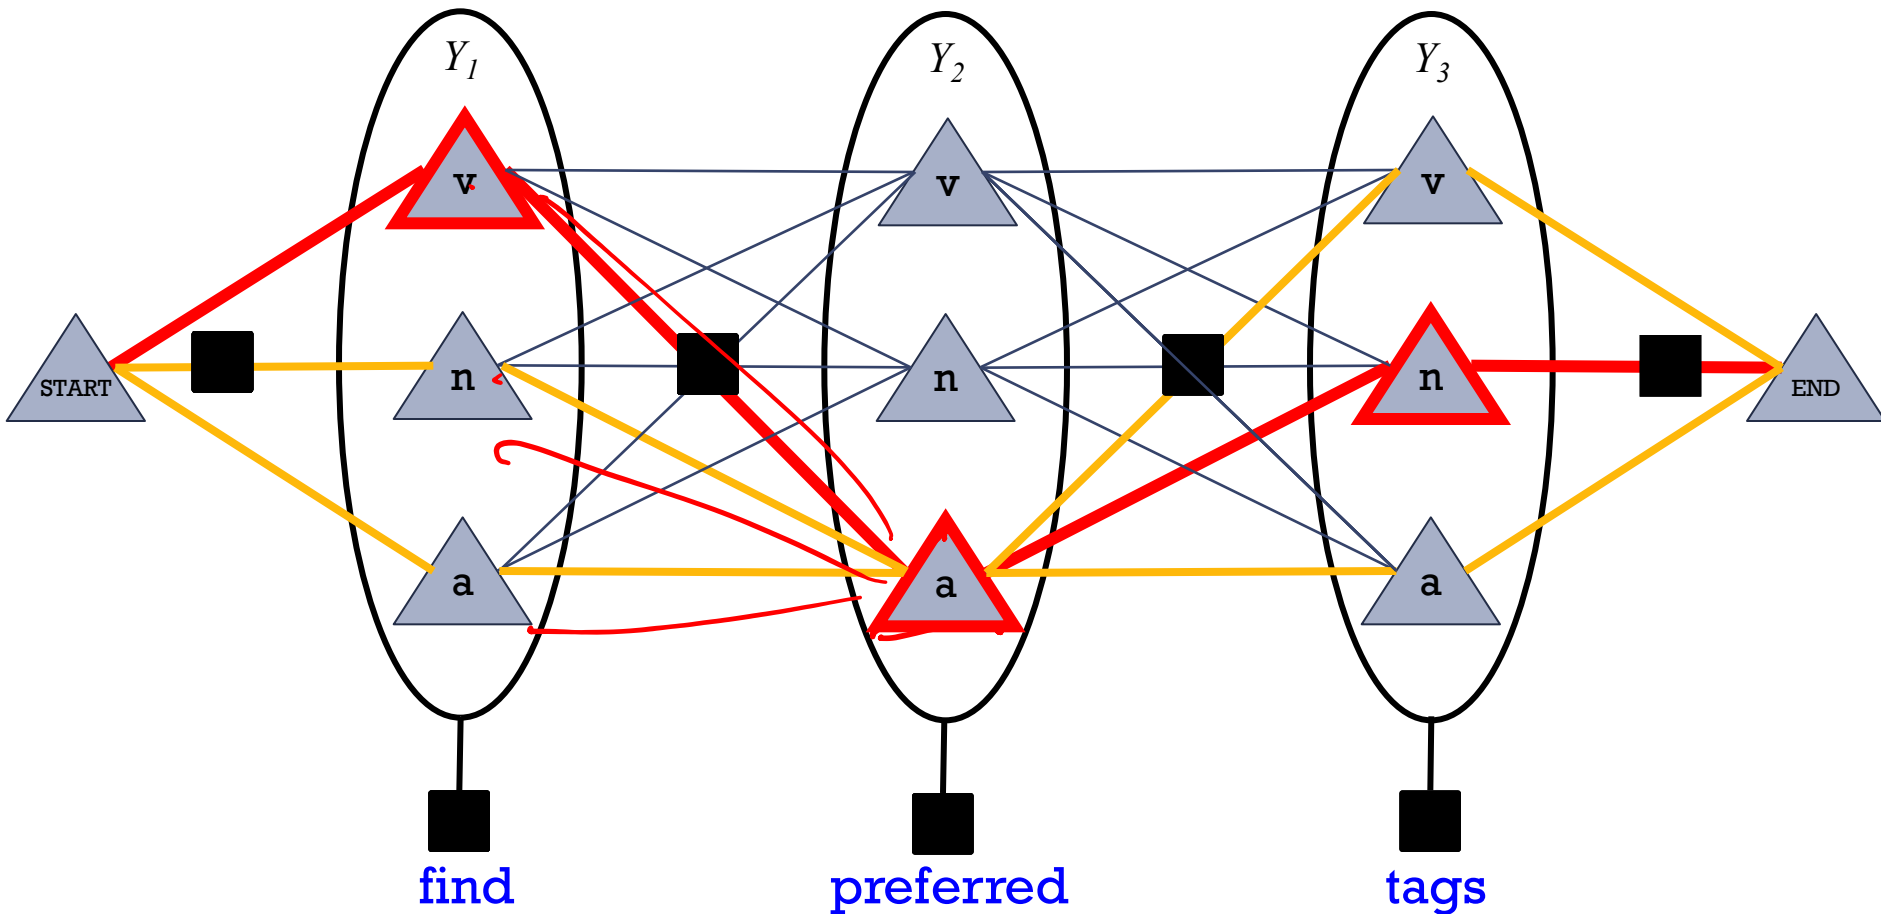 Y1 Y2 Y3
v v v
n n n
START END
a a a
find preferred tags